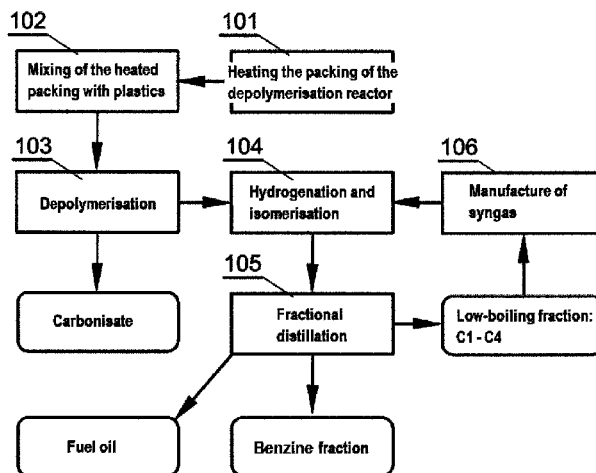 102
101
Mixing of the heated
packing with plastics
Heating the packing of the
depolymerisation reactor
103
104
106
Depolymerisation
Hydrogenation and
isomerisation
Manufacture of
syngas
105
Carbonisate
Fractional
distillation
Low-boiling fraction:
C1 - C4
Fuel oil
Benzine fraction